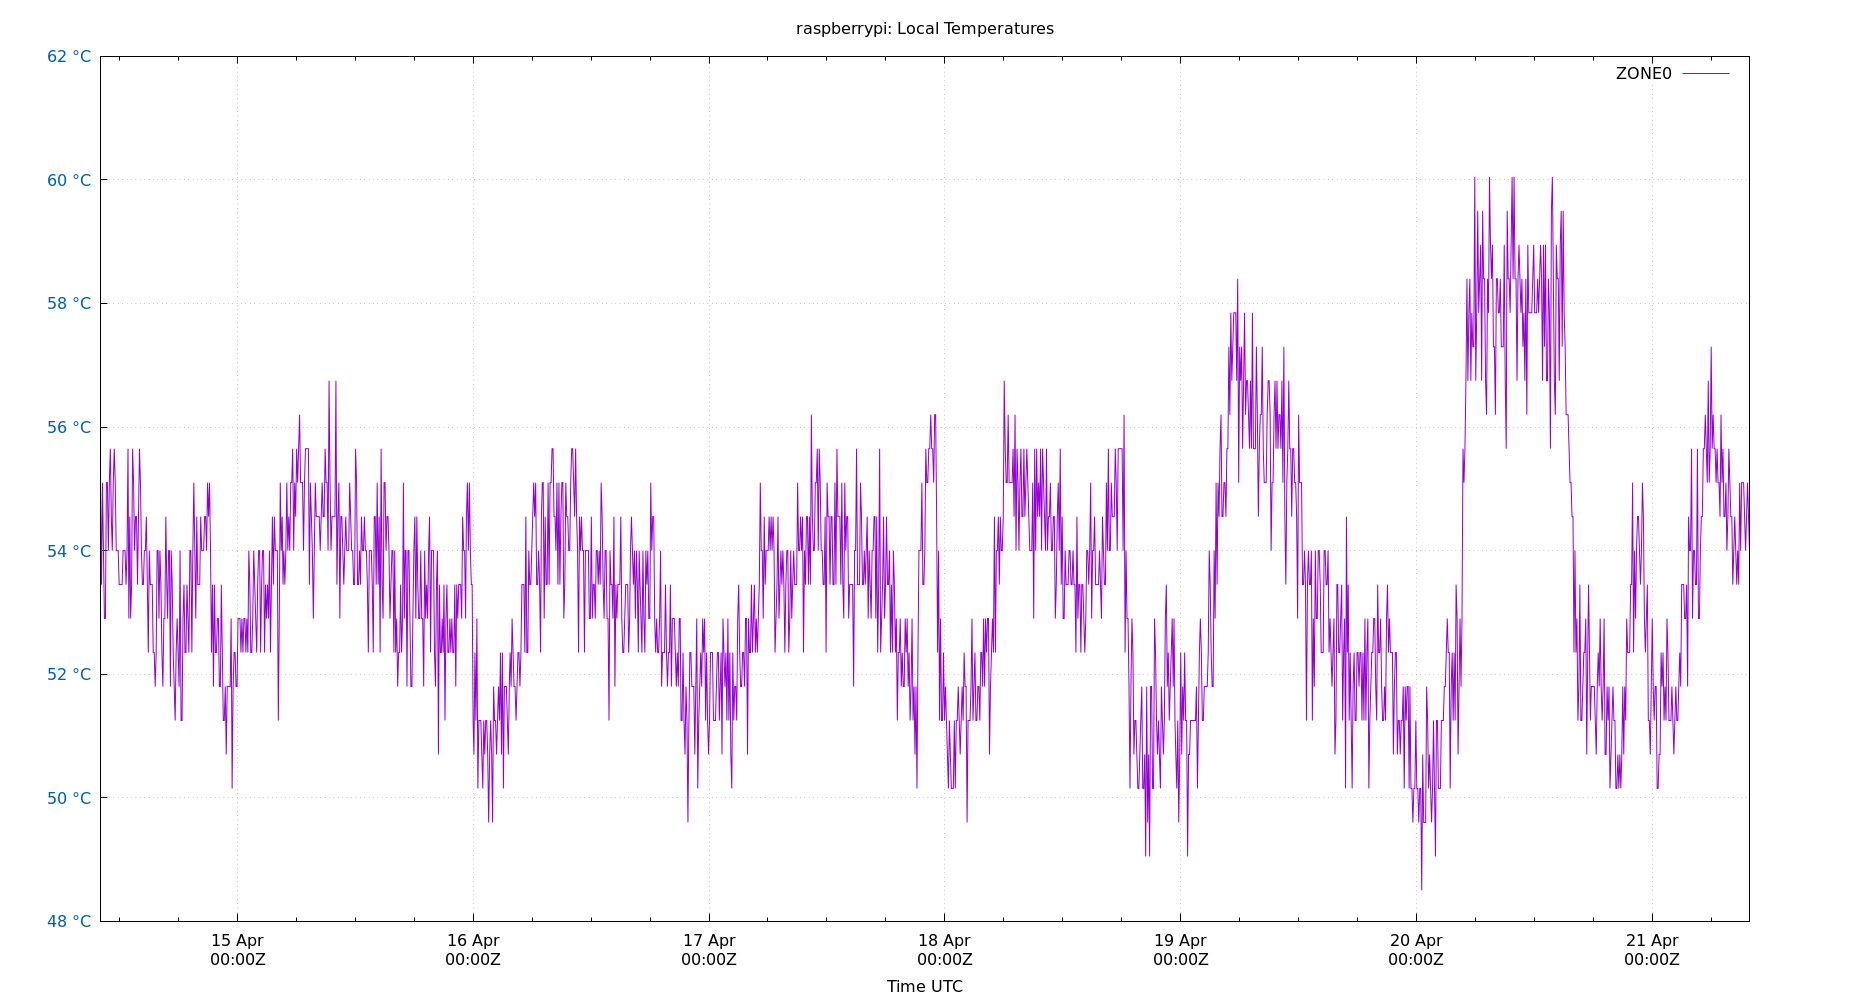 raspberrypi: Local Temperatures
62 °C
ZONE0
60 °C
58 °C
56 °C
54 °C
52 °C
50 °C
48 °C
15 Apr 16 Apr 17 Apr 18 Apr 19 Apr 20 Apr 21 Apr
00:00Z 00:00Z 00:00Z 00:00Z 00:00Z 00:00Z 00:00Z
Time UTC